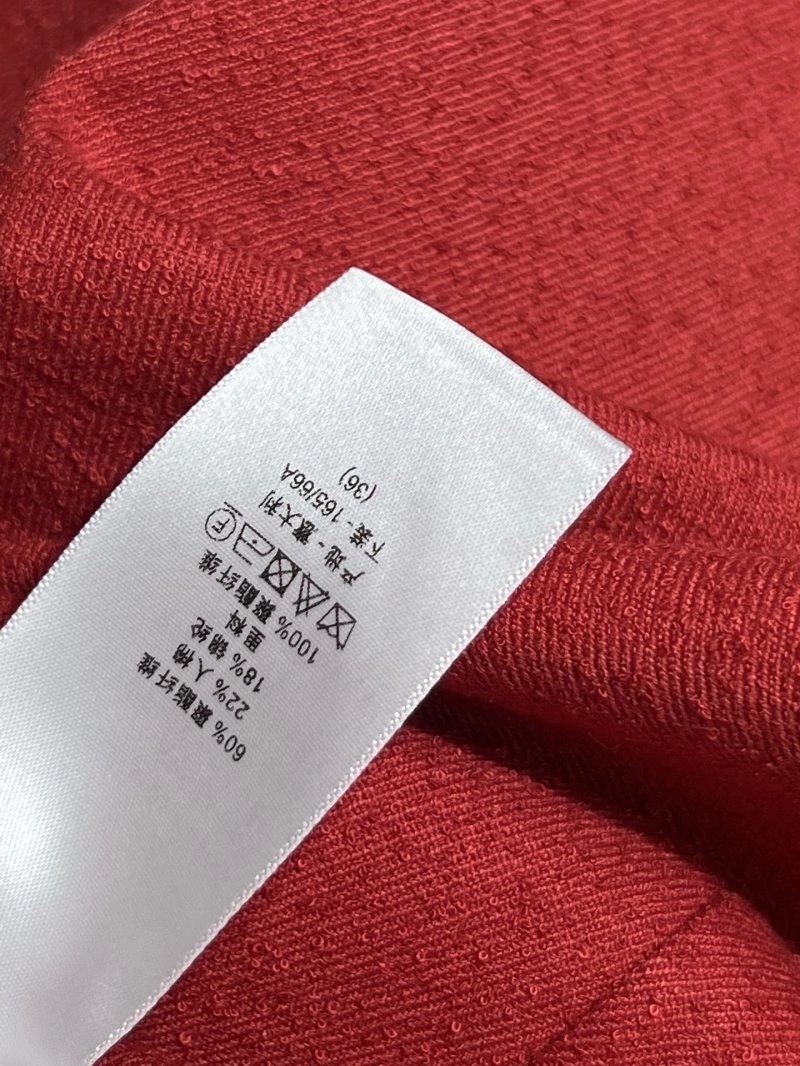 60% 聚酯纤维
22% 人棉
18% 锦纶
里料
100% 聚酯纤维
F
产地 - 意大利
下装 - 165/66A
(36)